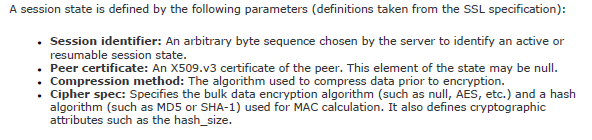 A session state is defined by the following parameters (definitions taken from the SSL specification):
• Session identifier: An arbitrary byte sequence chosen by the server to identify an active or
resumable session state.
• Peer certificate: An X509.v3 certificate of the peer. This element of the state may be null.
• Compression method: The algorithm used to compress data prior to encryption.
• Cipher spec: Specifies the bulk data encryption algorithm (such as null, AES, etc.) and a hash
algorithm (such as MD5 or SHA-1) used for MAC calculation. It also defines cryptographic
attributes such as the hash_size.